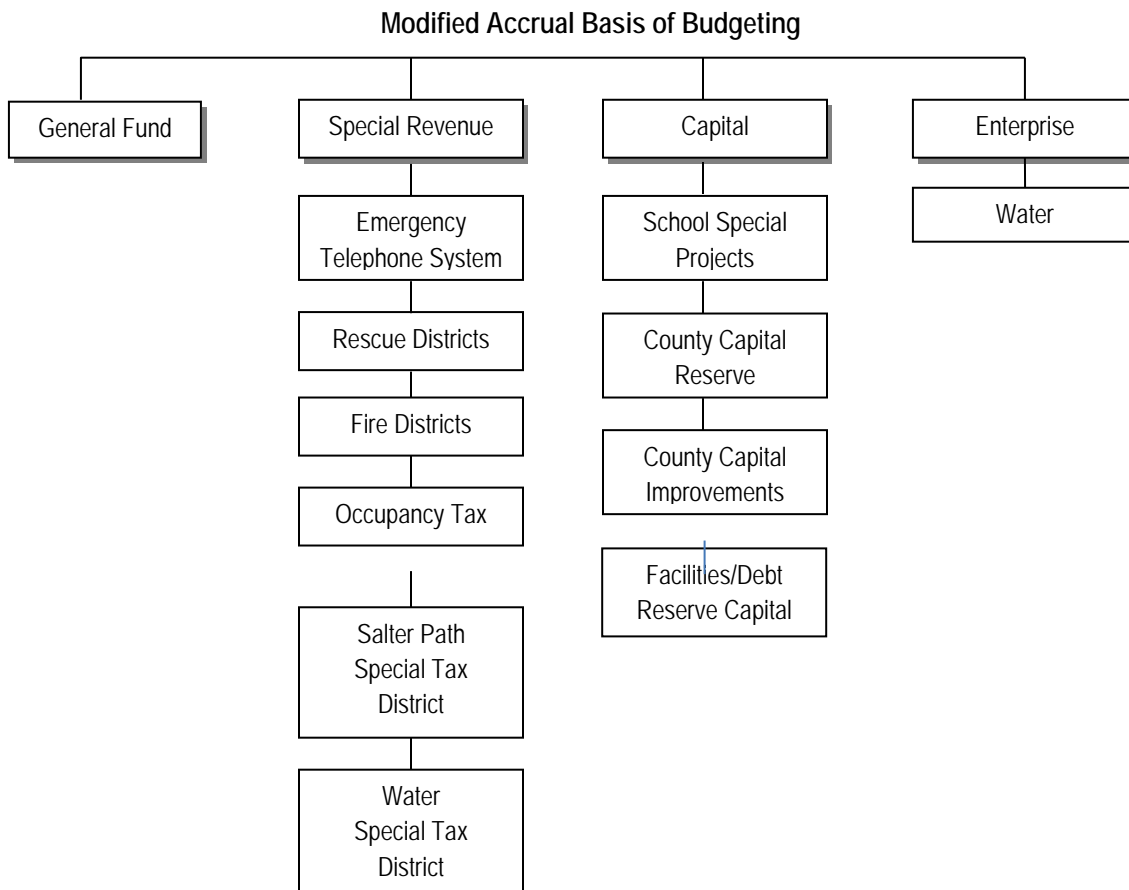 Modified Accrual Basis of Budgeting
General Fund
Special Revenue
Capital
Enterprise
Emergency
Telephone System
Rescue Districts
Fire Districts
Occupancy Tax
Salter Path
Special Tax
District
Water
Special Tax
District
School Special
Projects
County Capital
Reserve
County Capital
Improvements
Facilities/Debt
Reserve Capital
Water